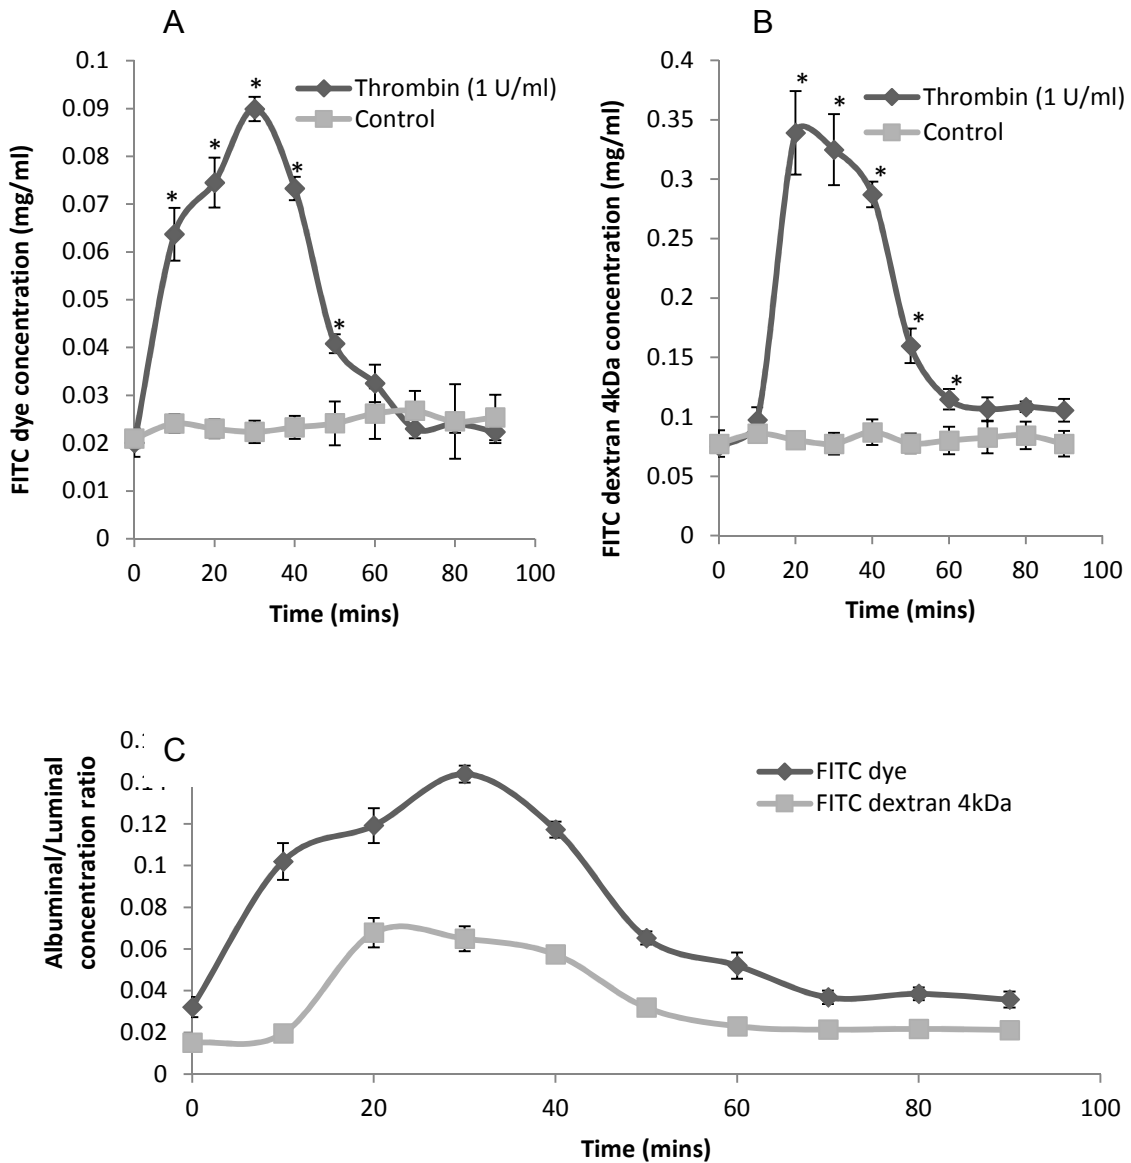 A
FITC dye concentration (mg/ml)
0.1
0.09
0.08
0.07
0.06
0.05
0.04
0.03
0.02
0.01
0
Thrombin (1 U/ml)
Control
* * * * * *
0 20 40 60 80 100
Time (mins)
B
FITC dextran 4kDa concentration (mg/ml)
0.4
0.35
0.3
0.25
0.2
0.15
0.1
0.05
0
Thrombin (1 U/ml)
Control
* * * * *
0 20 40 60 80 100
Time (mins)
C
Albuminal/Luminal
concentration ratio
0.12
0.1
0.08
0.06
0.04
0.02
0
FITC dye
FITC dextran 4kDa
0 20 40 60 80 100
Time (mins)